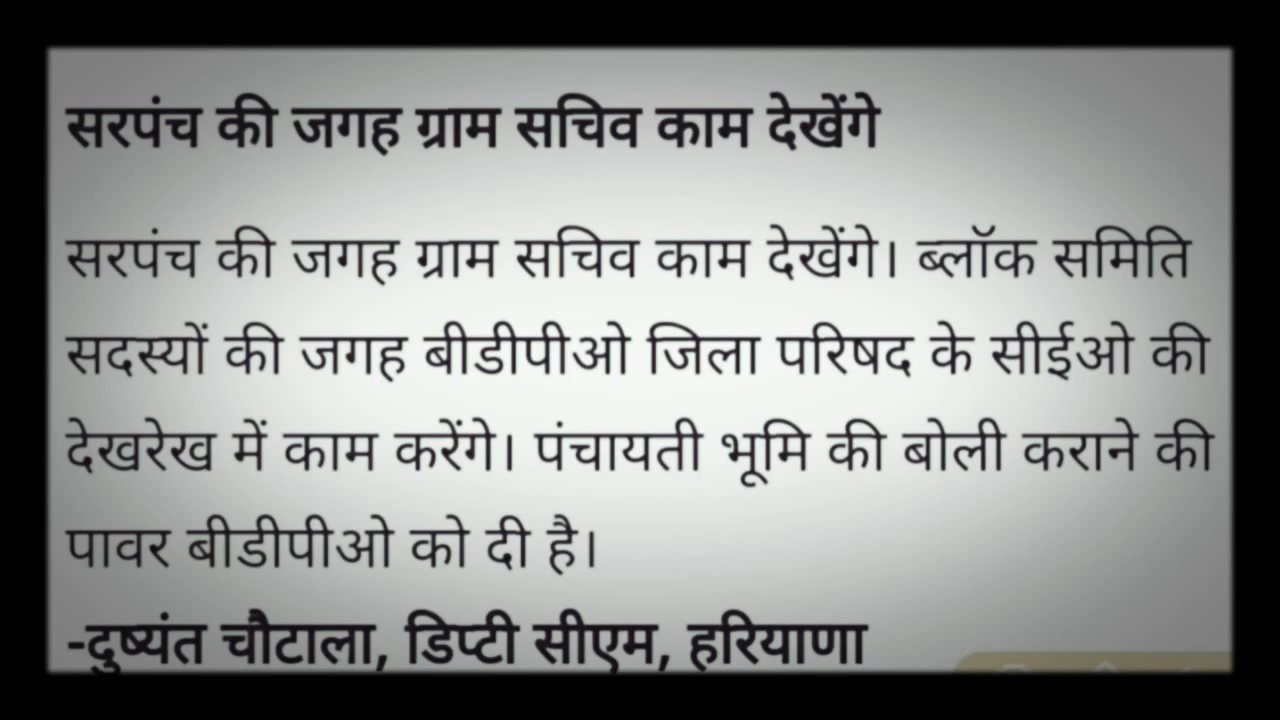 सरपंच की जगह ग्राम सचिव काम देखेंगे
सरपंच की जगह ग्राम सचिव काम देखेंगे। ब्लॉक समिति
सदस्यों की जगह बीडीपीओ जिला परिषद के सीईओ की
देखरेख में काम करेंगे। पंचायती भूमि की बोली कराने की
पावर बीडीपीओ को दी है।
-दुष्यंत चौटाला, डिप्टी सीएम, हरियाणा